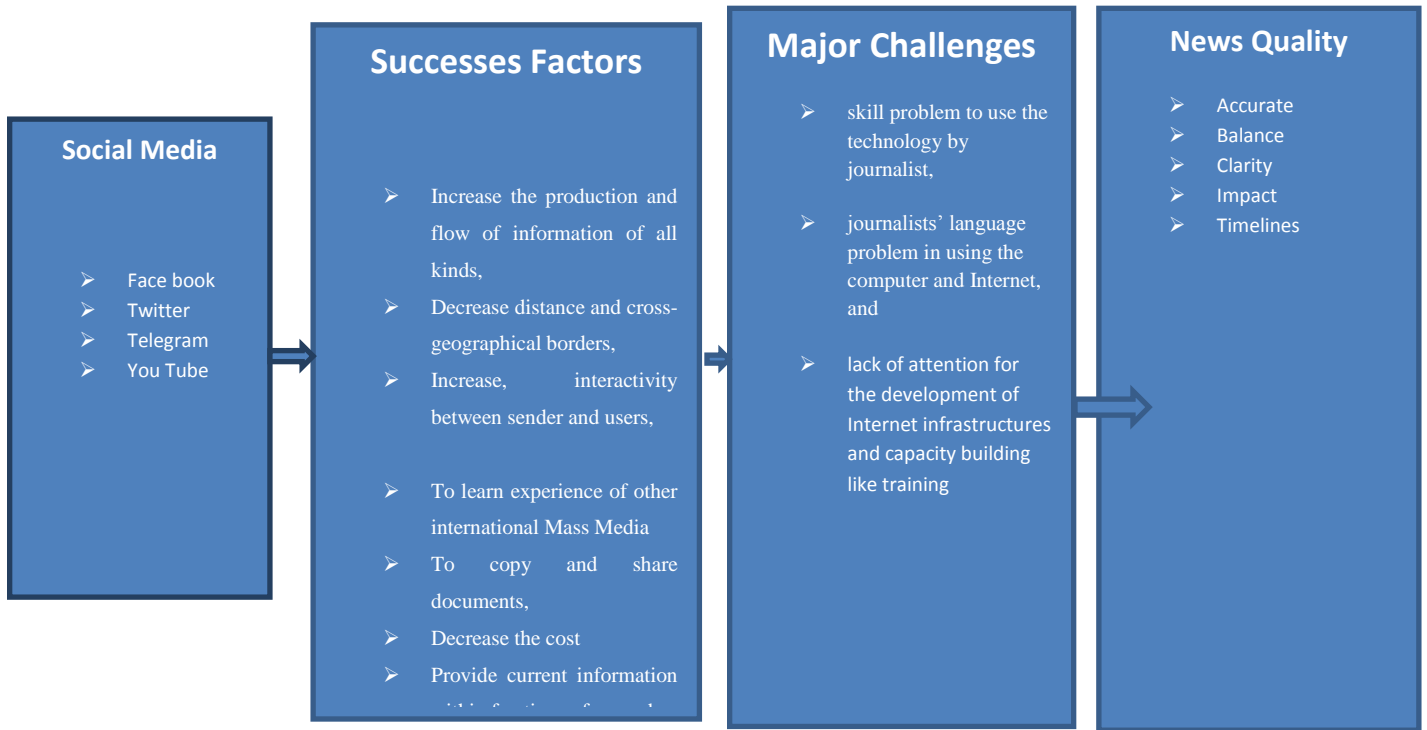 Social Media
Face book
Twitter
Telegram
You Tube
Successes Factors
Increase the production and
flow of information of all
kinds,
Decrease distance and cross-
geographical borders,
Increase, interactivity
between sender and users,
To learn experience of other
international Mass Media
To copy and share
documents,
Decrease the cost
Provide current information
Major Challenges
skill problem to use the
technology by
journalist,
journalists’ language
problem in using the
computer and Internet,
and
lack of attention for
the development of
Internet infrastructures
and capacity building
like training
News Quality
Accurate
Balance
Clarity
Impact
Timelines